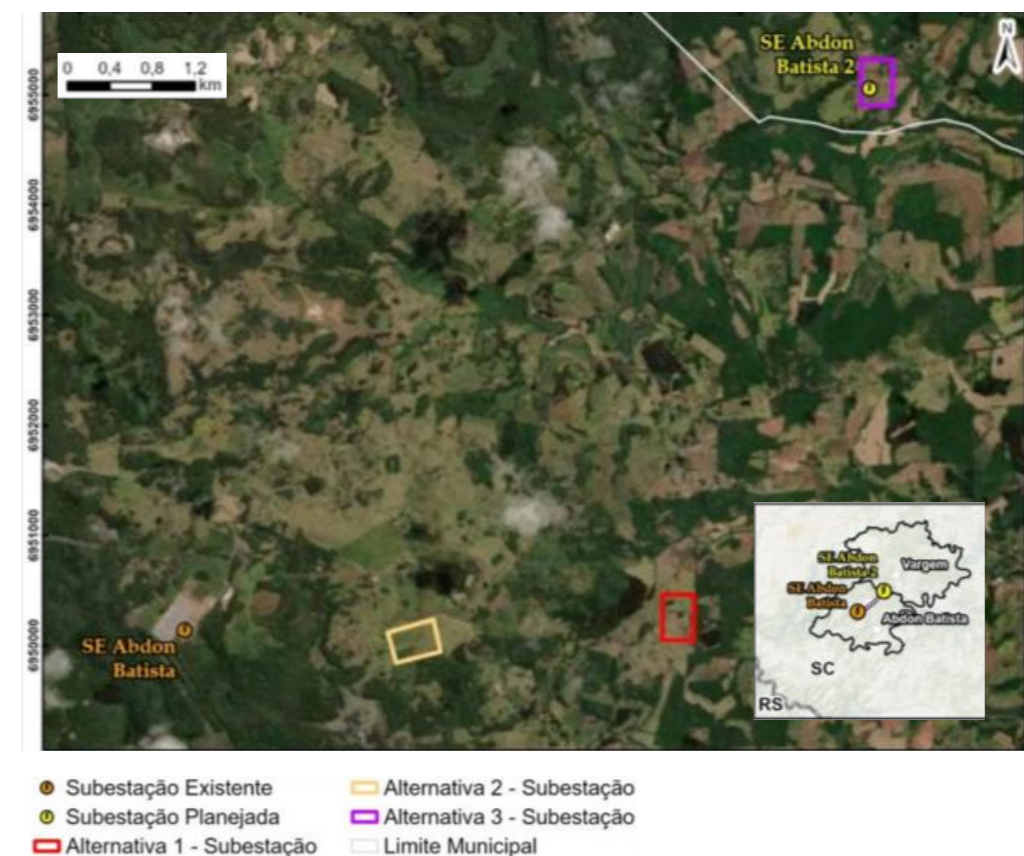 N
SE Abdon
Batista 2
0 0,4 0,8 1,2
km
6955000
6954000
6953000
6952000
6951000
6950000
SE Abdon
Batista
SE Abdon
Batista 2
Vargem
SE Abdon
Batista
Abdon Batista
SC
RS
Subestação Existente
Alternativa 2 - Subestação
Subestação Planejada
Alternativa 3 - Subestação
Alternativa 1 - Subestação
Limite Municipal